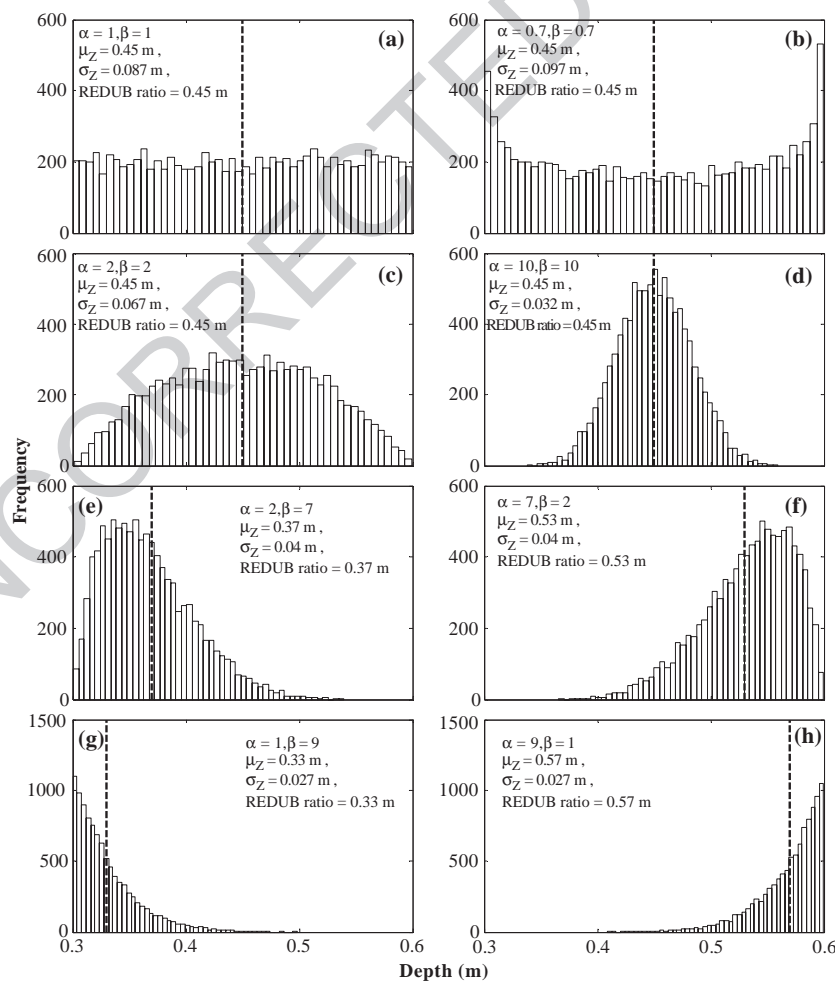 UNCORRECTED
600
400
200
0
α = 1,β = 1
μZ = 0.45 m ,
σZ = 0.087 m ,
REDUB ratio = 0.45 m
(a)
600
400
200
0
α = 0.7,β = 0.7
μZ = 0.45 m ,
σZ = 0.097 m ,
REDUB ratio = 0.45 m
(b)
600
400
200
0
α = 2,β = 2
μZ = 0.45 m ,
σZ = 0.067 m ,
REDUB ratio = 0.45 m
(c)
600
400
200
0
α = 10,β = 10
μZ = 0.45 m ,
σZ = 0.032 m ,
REDUB ratio = 0.45 m
(d)
Frequency
600
400
200
0
(e)
α = 2,β = 7
μZ = 0.37 m ,
σZ = 0.04 m ,
REDUB ratio = 0.37 m
600
400
200
0
α = 7,β = 2
μZ = 0.53 m ,
σZ = 0.04 m ,
REDUB ratio = 0.53 m
(f)
1500
1000
500
0
(g)
α = 1,β = 9
μZ = 0.33 m ,
σZ = 0.027 m ,
REDUB ratio = 0.33 m
0.3 0.4 0.5 0.6
1500
1000
500
0
α = 9,β = 1
μZ = 0.57 m ,
σZ = 0.027 m ,
REDUB ratio = 0.57 m
(h)
0.3 0.4 0.5 0.6
Depth (m)